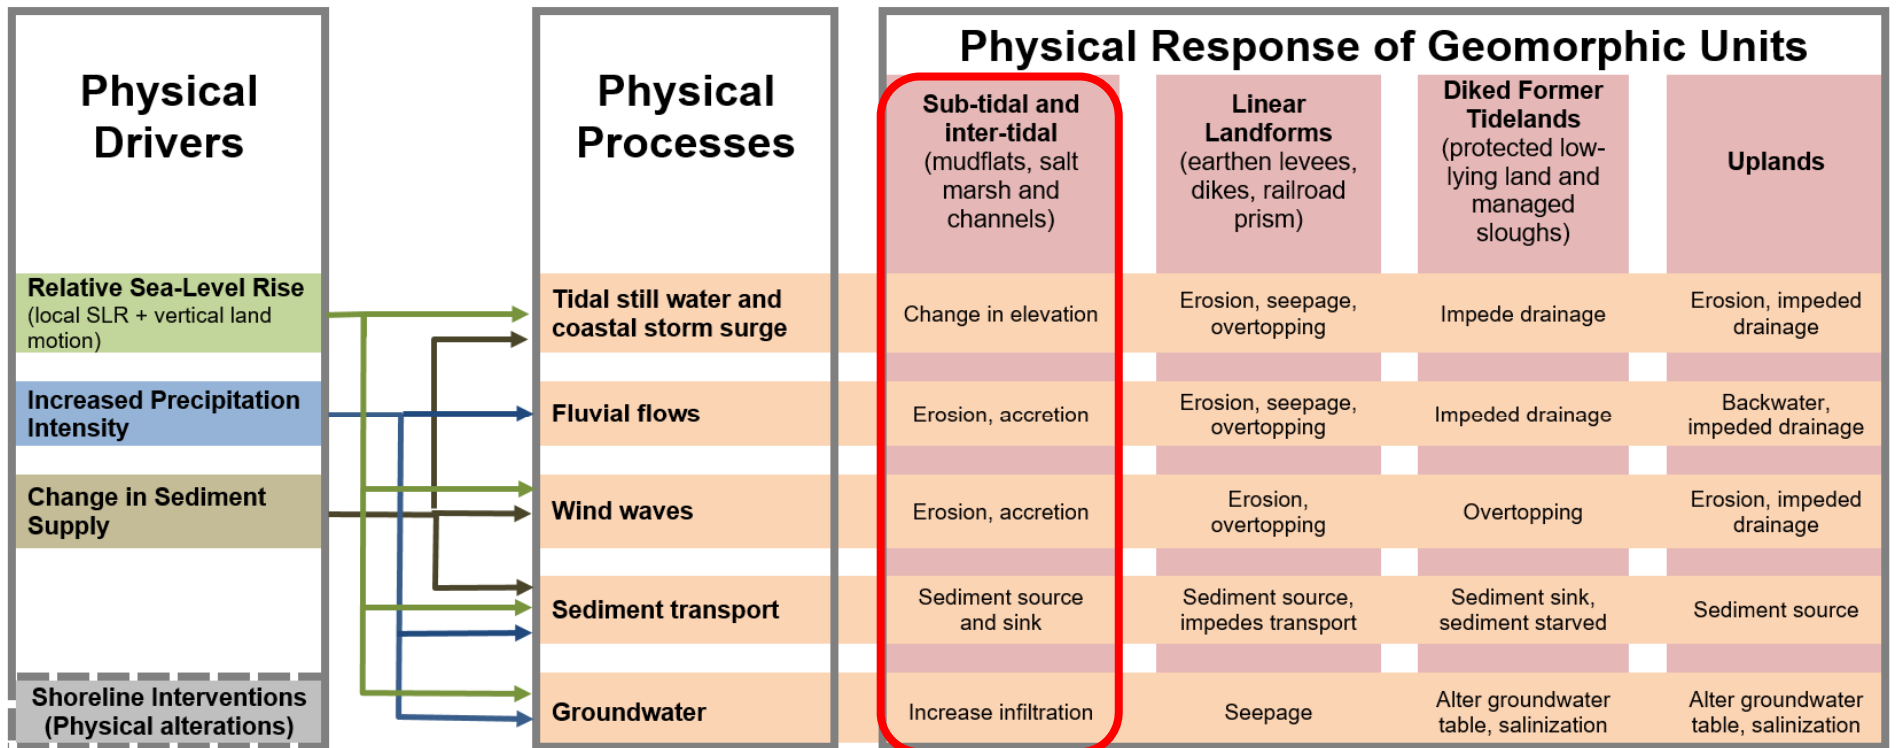 Physical
Drivers
Relative Sea-Level Rise
(local SLR + vertical land
motion)
Increased Precipitation
Intensity
Change in Sediment
Supply
Shoreline Interventions
(Physical alterations)
Physical
Processes
Tidal still water and
coastal storm surge
Fluvial flows
Wind waves
Sediment transport
Groundwater
Physical Response of Geomorphic Units
Sub-tidal and
inter-tidal
(mudflats, salt
marsh and
channels)
Linear
Landforms
(earthen levees,
dikes, railroad
prism)
Diked Former
Tidelands
(protected low-
lying land and
managed
sloughs)
Uplands
Change in elevation
Erosion, seepage,
overtopping
Impede drainage
Erosion, impeded
drainage
Erosion, accretion
Erosion, seepage,
overtopping
Impeded drainage
Backwater,
impeded drainage
Erosion, accretion
Erosion,
overtopping
Overtopping
Erosion, impeded
drainage
Sediment source
and sink
Sediment source,
impedes transport
Sediment sink,
sediment starved
Sediment source
Increase infiltration
Seepage
Alter groundwater
table, salinization
Alter groundwater
table, salinization